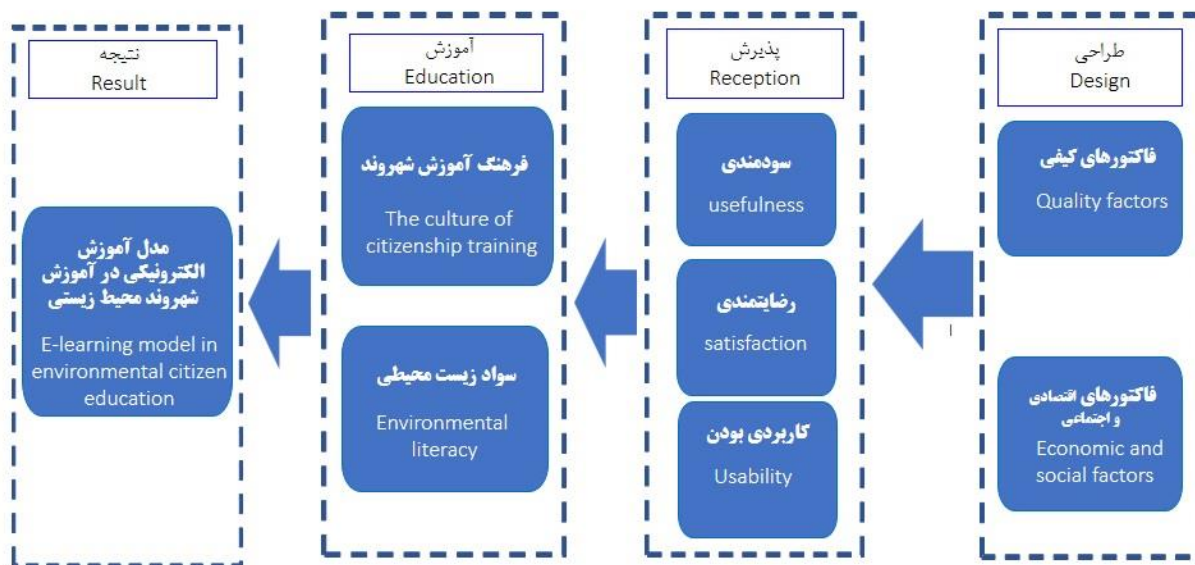 طراحی
Design
فاکتورهای کیفی
Quality factors
فاکتورهای اقتصادی
و اجتماعی
Economic and
social factors
پذیرش
Reception
سودمندی
usefulness
رضایتمندی
satisfaction
کاربردی بودن
Usability
آموزش
Education
فرهنگ آموزش شهروند
The culture of
citizenship training
سواد زیست محیطی
Environmental
literacy
نتیجه
Result
مدل آموزش
الکترونیکی در آموزش
شهروند محیط زیستی
E-learning model in
environmental citizen
education